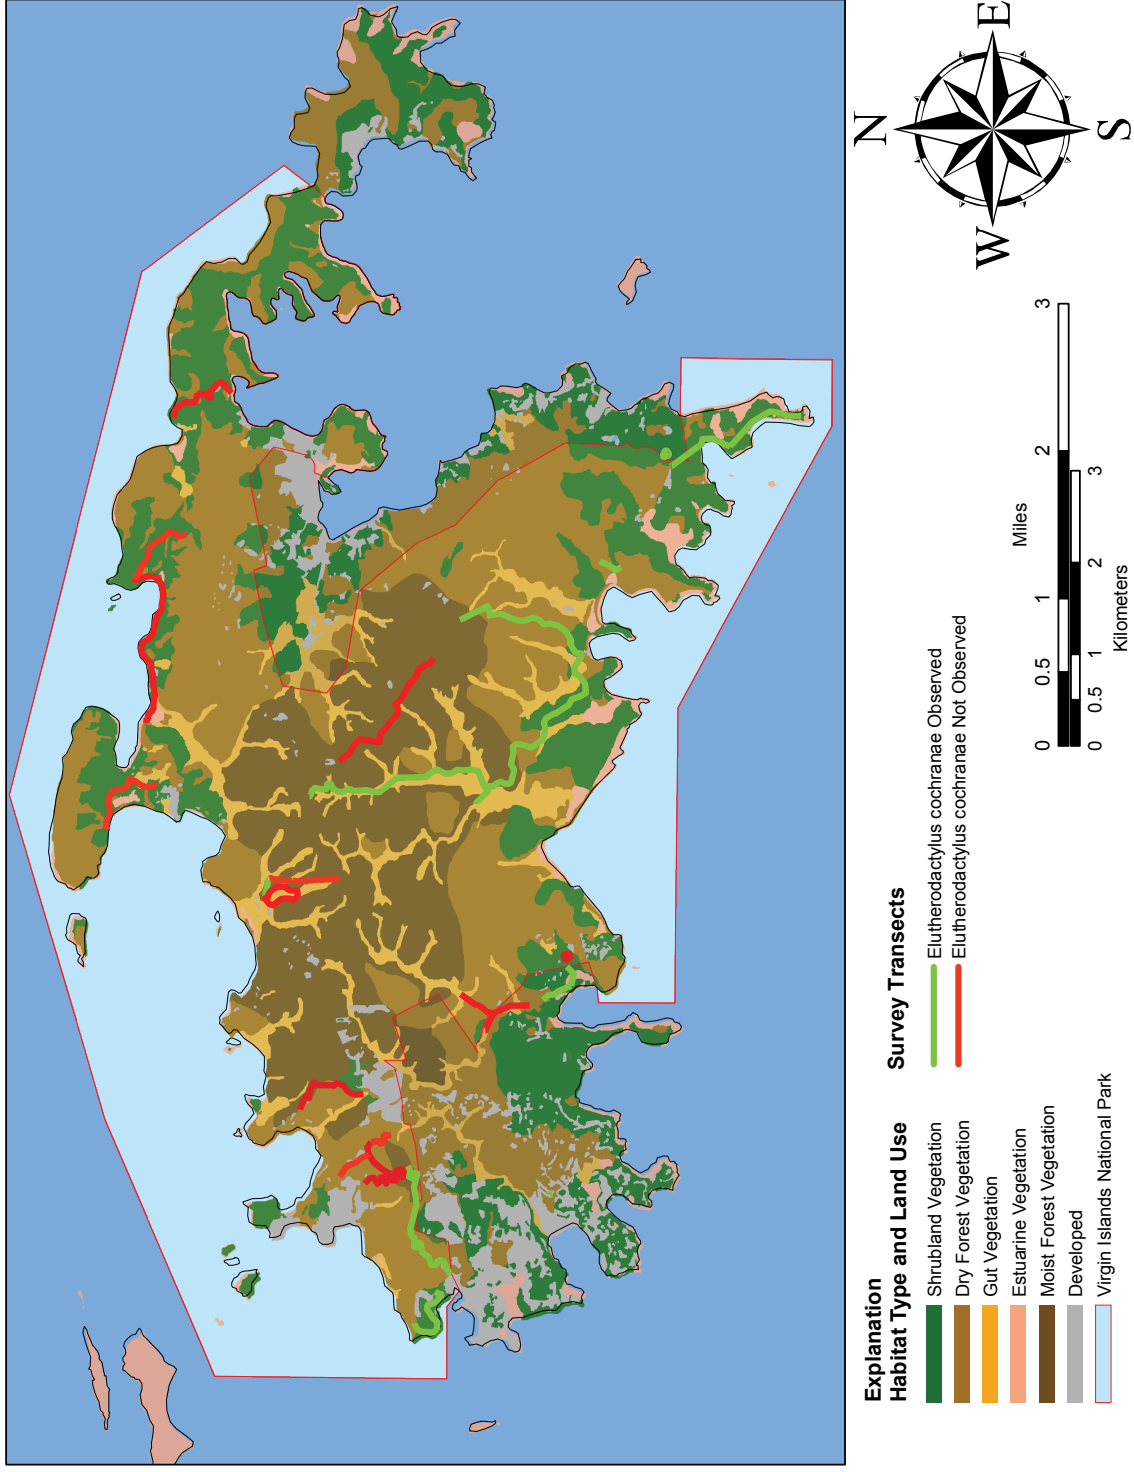 Explanation
Habitat Type and Land Use
Shrubland Vegetation
Dry Forest Vegetation
Gut Vegetation
Estuarine Vegetation
Moist Forest Vegetation
Developed
Virgin Islands National Park
Survey Transects
Elutherodactylus cochranae Observed
Elutherodactylus cochranae Not Observed
0 0.5 1 2 3
Miles
0 0.5 1 2 3
Kilometers
N
W
E
S